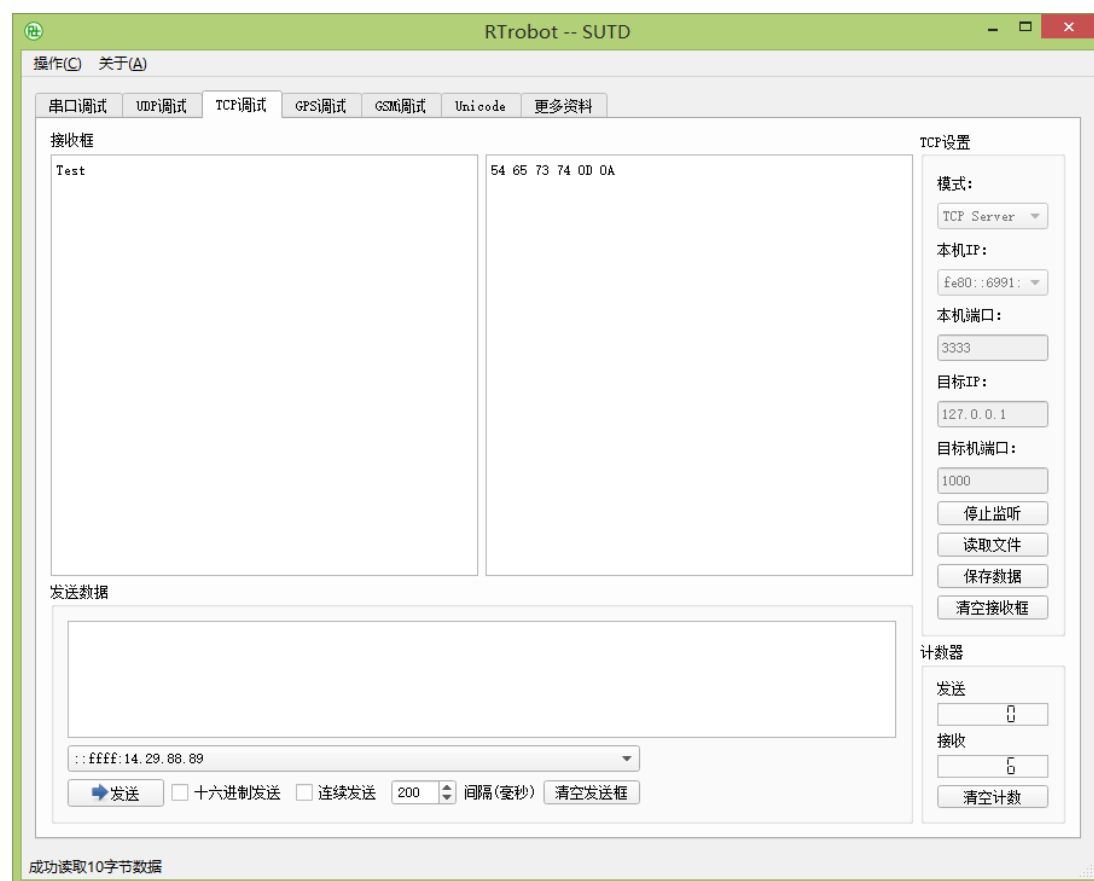 RTrobot -- SUTD
操作(C) 关于(A)
串口调试 UDP调试 TCP调试 GPS调试 GSM调试 Unicode 更多资料
接收框
Test
54 65 73 74 0D 0A
TCP设置
模式:
TCP Server
本机IP:
fe80::6991:
本机端口:
3333
目标IP:
127.0.0.1
目标机端口:
1000
停止监听
读取文件
保存数据
清空接收框
发送数据
::ffff:14.29.88.89
发送 十六进制发送 连续发送 200 间隔(毫秒) 清空发送框
计数器
发送
0
接收
6
清空计数
成功读取10字节数据